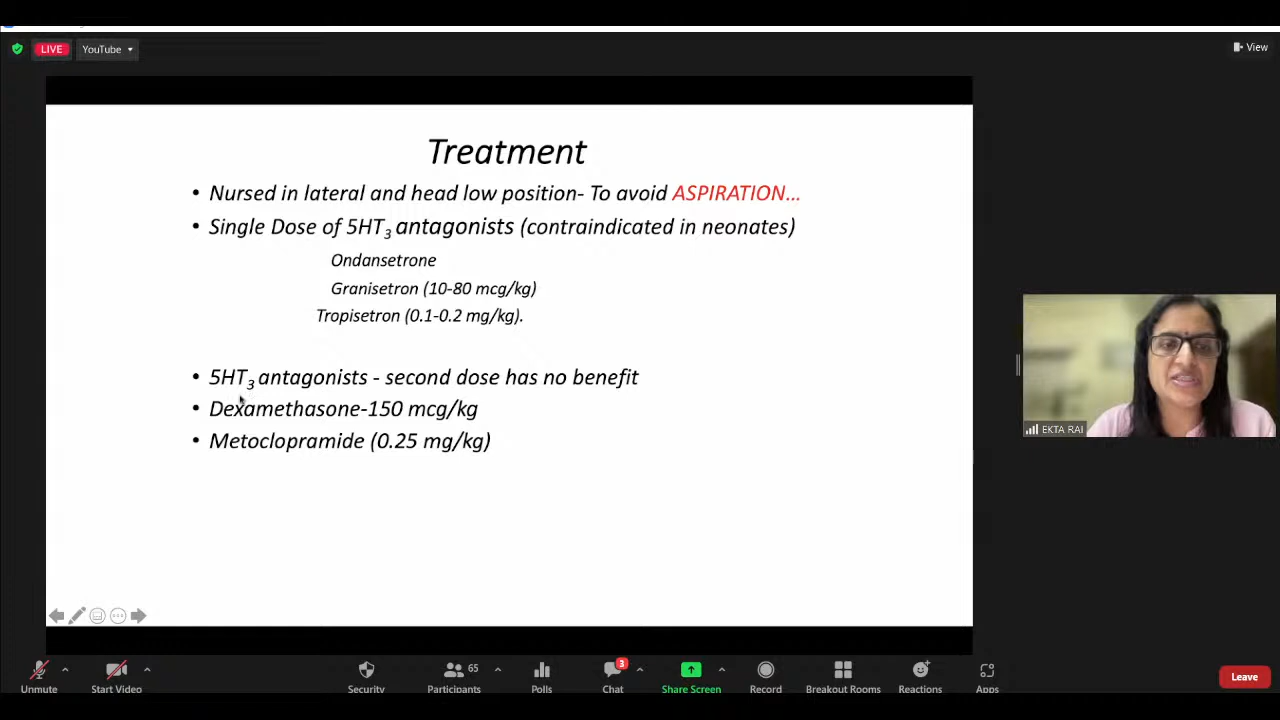 LIVE
YouTube
View
Treatment
• Nursed in lateral and head low position- To avoid ASPIRATION...
• Single Dose of 5HT3 antagonists (contraindicated in neonates)
Ondansetrone
Granisetron (10-80 mcg/kg)
Tropisetron (0.1-0.2 mg/kg).
• 5HT3 antagonists - second dose has no benefit
• Dexamethasone-150 mcg/kg
• Metoclopramide (0.25 mg/kg)
EKTA RAI
Unmute
Start Video
Security
65
Participants
Polls
3
Chat
Share Screen
Record
Breakout Rooms
Reactions
Apps
Leave